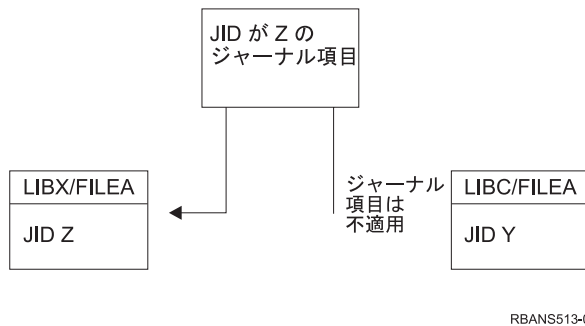 JID が Z の
ジャーナル項目
LIBX/FILEA
JID Z
ジャーナル
項目は
不適用
LIBC/FILEA
JID Y
RBANS513-0